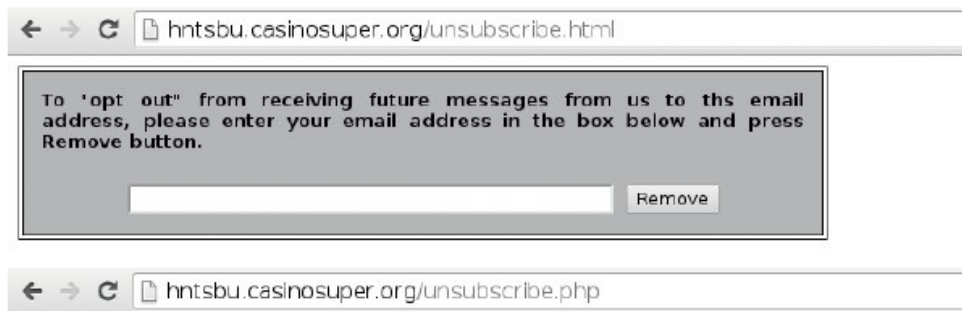 hntsbu.casinosuper.org/unsubscribe.html
To 'opt out" from receiving future messages from us to ths email
address, please enter your email address in the box below and press
Remove button.
Remove
hntsbu.casinosuper.org/unsubscribe.php